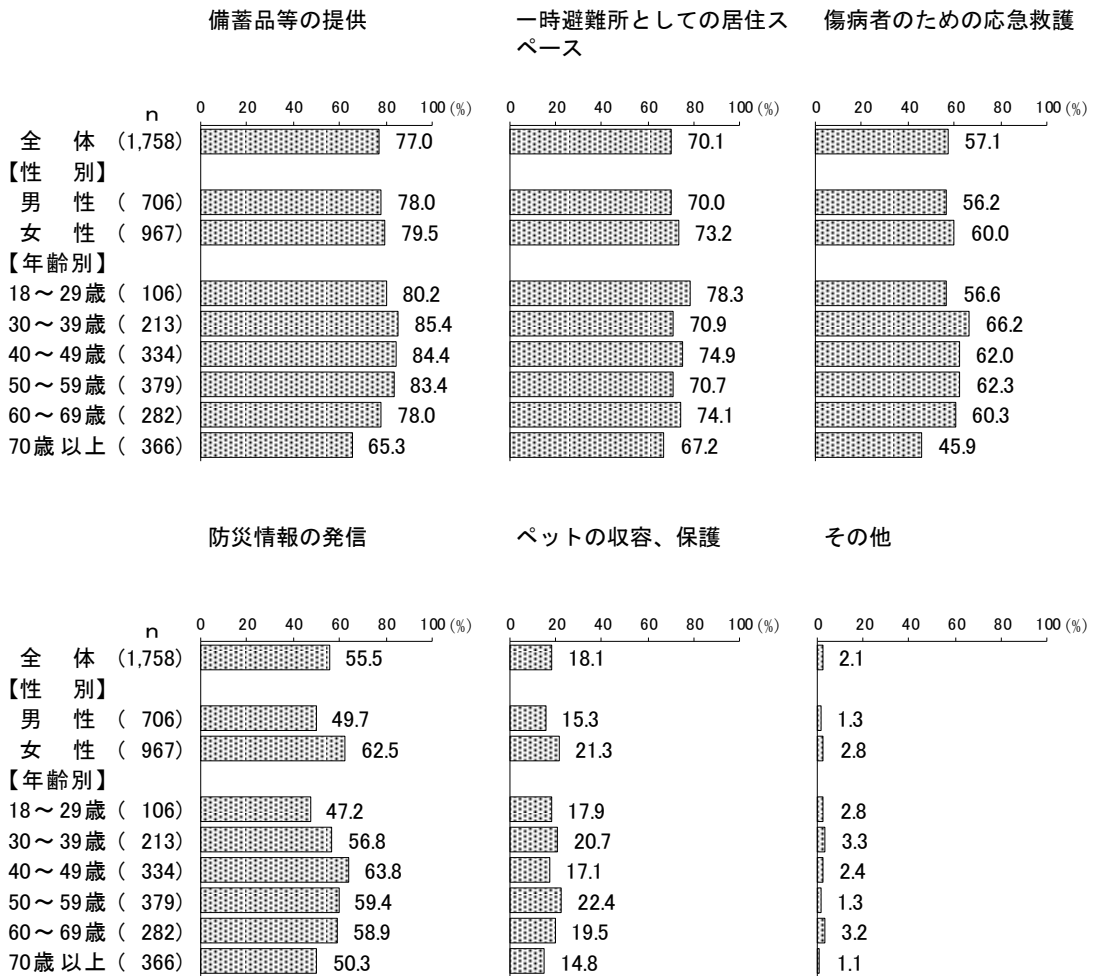 備蓄品等の提供 一時避難所としての居住ス 傷病者のための応急救護
ペース
n 0 20 40 60 80 100(%) 0 20 40 60 80 100(%) 0 20 40 60 80 100(%)
全 体 (1,758) 77.0 70.1 57.1
【性 別】
男 性 ( 706) 78.0 70.0 56.2
女 性 ( 967) 79.5 73.2 60.0
【年齢別】
18～29歳 ( 106) 80.2 78.3 56.6
30～39歳 ( 213) 85.4 70.9 66.2
40～49歳 ( 334) 84.4 74.9 62.0
50～59歳 ( 379) 83.4 70.7 62.3
60～69歳 ( 282) 78.0 74.1 60.3
70歳以上 ( 366) 65.3 67.2 45.9
防災情報の発信 ペットの収容、保護 その他
n 0 20 40 60 80 100(%) 0 20 40 60 80 100(%) 0 20 40 60 80 100(%)
全 体 (1,758) 55.5 18.1 2.1
【性 別】
男 性 ( 706) 49.7 15.3 1.3
女 性 ( 967) 62.5 21.3 2.8
【年齢別】
18～29歳 ( 106) 47.2 17.9 2.8
30～39歳 ( 213) 56.8 20.7 3.3
40～49歳 ( 334) 63.8 17.1 2.4
50～59歳 ( 379) 59.4 22.4 1.3
60～69歳 ( 282) 58.9 19.5 3.2
70歳以上 ( 366) 50.3 14.8 1.1